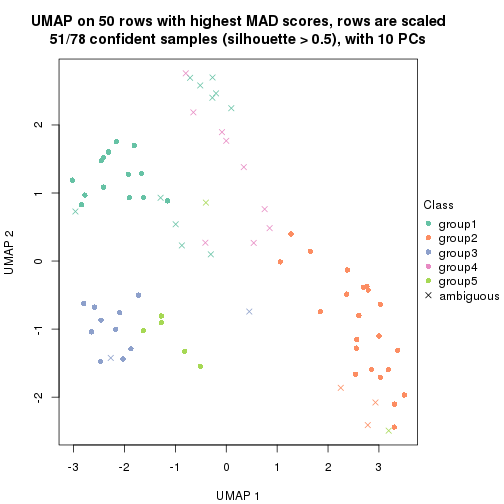 UMAP on 50 rows with highest MAD scores, rows are scaled
51/78 confident samples (silhouette > 0.5), with 10 PCs
UMAP 2
2
1
0
-1
-2
-3
-2
-1
0
1
2
3
UMAP 1
Class
group1
group2
group3
group4
group5
ambiguous